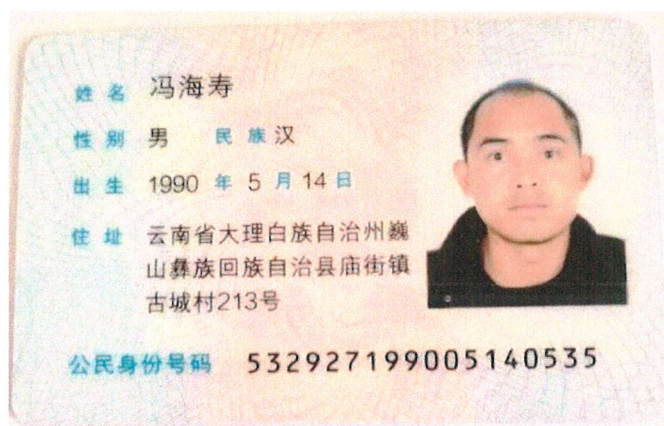 姓名 冯海寿
性别 男 民族 汉
出生 1990 年 5 月 14 日
住址 云南省大理白族自治州巍
山彝族回族自治县庙街镇
古城村213号
公民身份号码 532927199005140535